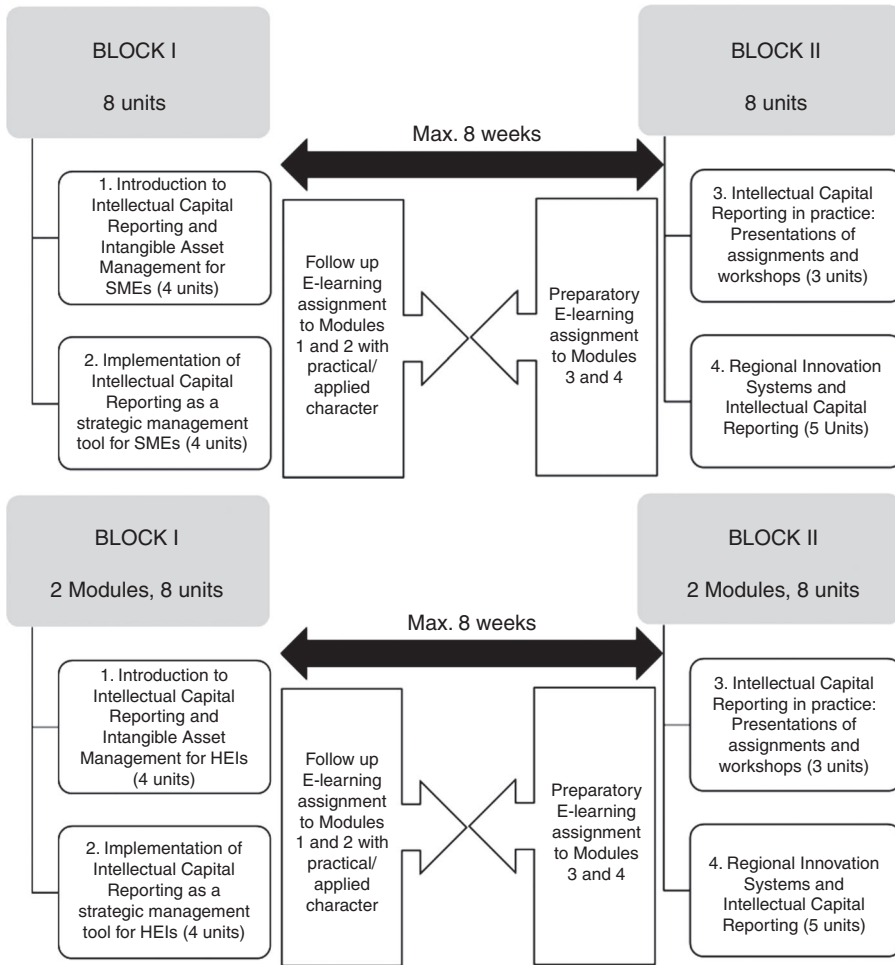 BLOCK I
8 units
1. Introduction to
Intellectual Capital
Reporting and
Intangible Asset
Management for
SMEs (4 units)
2. Implementation of
Intellectual Capital
Reporting as a
strategic management
tool for SMEs (4 units)
Max. 8 weeks
Follow up
E-learning
assignment
to Modules
1 and 2 with
practical/
applied
character
Preparatory
E-learning
assignment
to Modules
3 and 4
BLOCK II
8 units
3. Intellectual Capital
Reporting in practice:
Presentations of
assignments and
workshops (3 units)
4. Regional Innovation
Systems and
Intellectual Capital
Reporting (5 Units)
BLOCK I
2 Modules, 8 units
1. Introduction to
Intellectual Capital
Reporting and
Intangible Asset
Management for HEIs
(4 units)
2. Implementation of
Intellectual Capital
Reporting as a
strategic management
tool for HEIs (4 units)
Max. 8 weeks
Follow up
E-learning
assignment
to Modules
1 and 2 with
practical/
applied
character
Preparatory
E-learning
assignment
to Modules
3 and 4
BLOCK II
2 Modules, 8 units
3. Intellectual Capital
Reporting in practice:
Presentations of
assignments and
workshops (3 units)
4. Regional Innovation
Systems and
Intellectual Capital
Reporting (5 units)